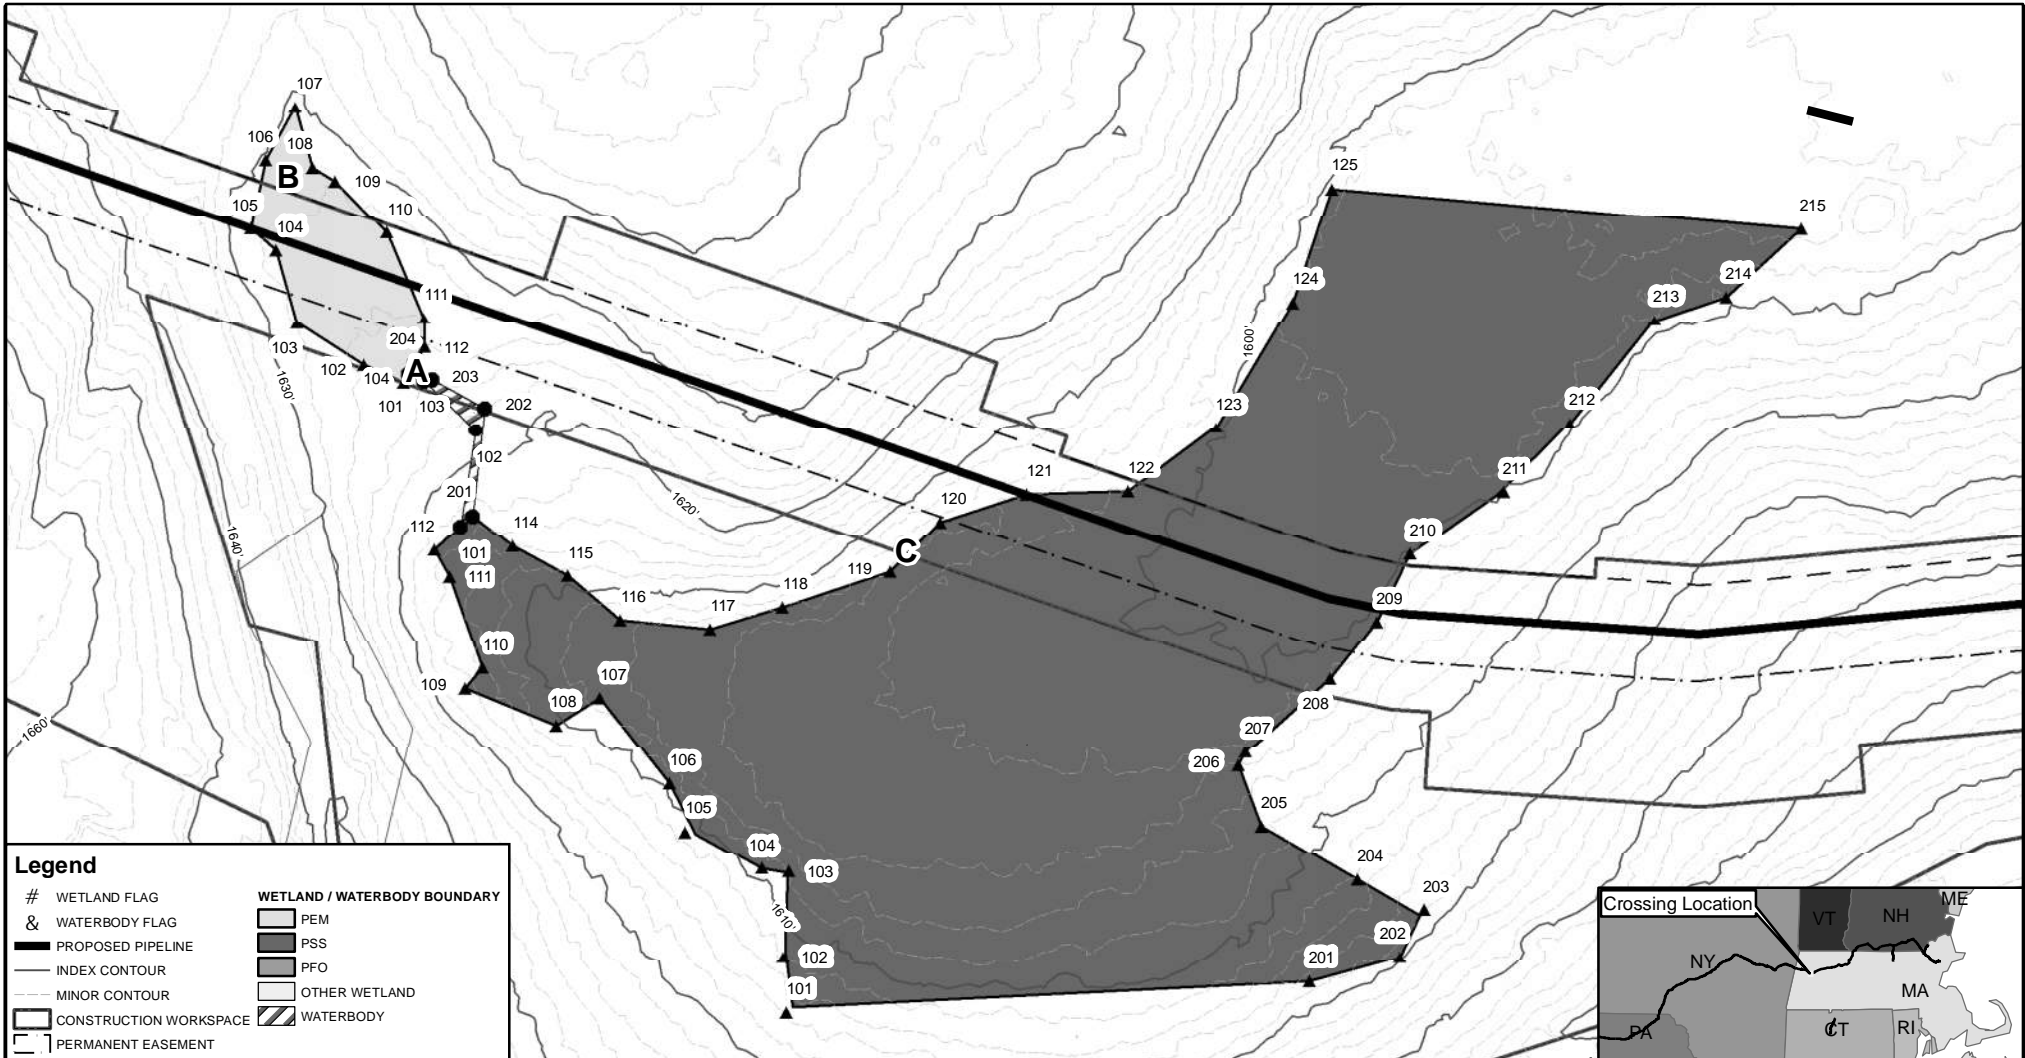 107
106
108
B
109
105
110
104
125
215
111
204
112
103
102
104
A
203
101
103
202
1630'
124
214
213
1600'
123
212
102
121
122
211
201
1620'
120
1640'
112
101
114
115
C
210
111
119
118
116
117
209
110
107
109
108
208
207
1660'
106
206
105
205
104
103
204
203
1610'
202
102
201
101
Legend
# WETLAND FLAG
& WATERBODY FLAG
PROPOSED PIPELINE
INDEX CONTOUR
MINOR CONTOUR
CONSTRUCTION WORKSPACE
PERMANENT EASEMENT
WETLAND / WATERBODY BOUNDARY
PEM
PSS
PFO
OTHER WETLAND
WATERBODY
Crossing Location
VT
NH
ME
NY
MA
PA
CT
RI